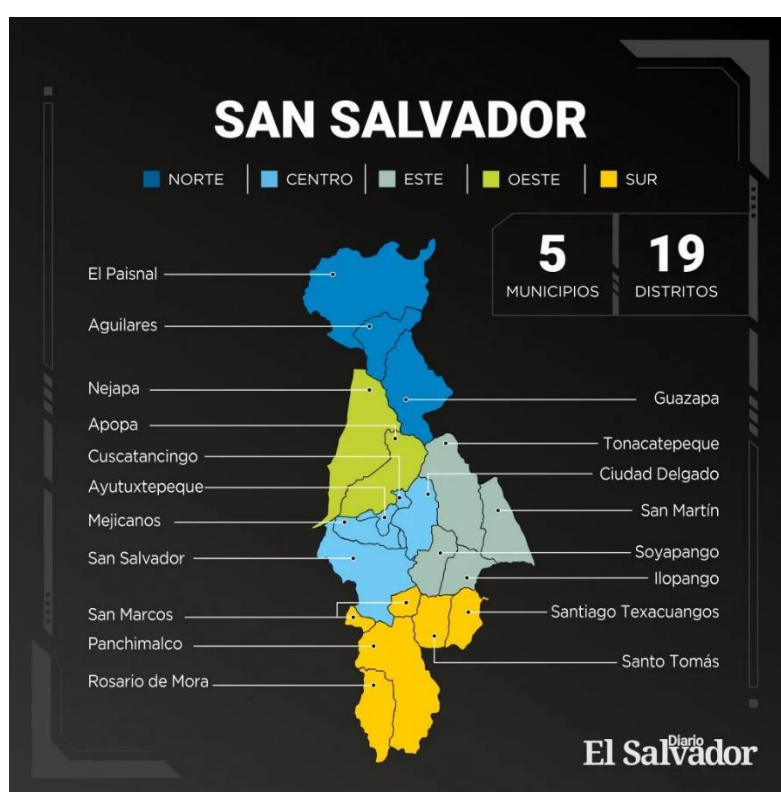 SAN SALVADOR
NORTE
CENTRO
ESTE
OESTE
SUR
5
MUNICIPIOS
19
DISTRITOS
El Paisnal
Aguilares
Nejapa
Apopa
Cuscatancingo
Ayutuxtepeque
Mejicanos
San Salvador
San Marcos
Panchimalco
Rosario de Mora
Guazapa
Tonacatepeque
Ciudad Delgado
San Martín
Soyapango
Ilopango
Santiago Texacuangos
Santo Tomás
Diario
El Salvador